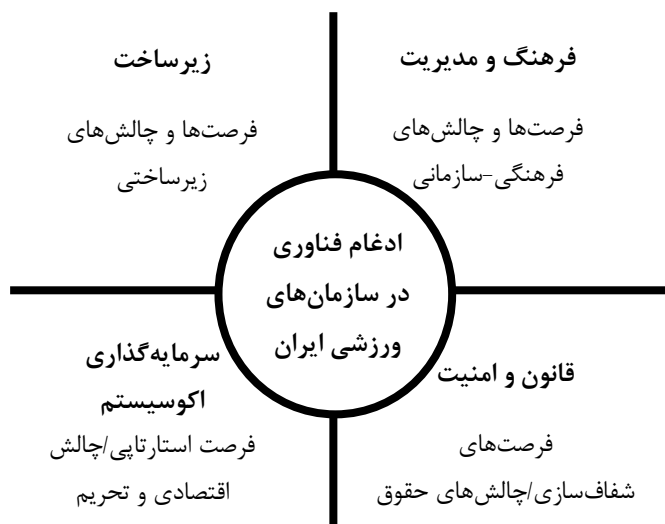 فرهنگ و مدیریت
فرصت‌ها و چالش‌های
فرهنگی-سازمانی
زیرساخت
فرصت‌ها و چالش‌های
زیرساختی
ادغام فناوری
در سازمان‌های
ورزشی ایران
قانون و امنیت
فرصت‌های
شفاف‌سازی/چالش‌های حقوق
سرمایه‌گذاری
اکوسیستم
فرصت استارتاپی/چالش
اقتصادی و تحریم